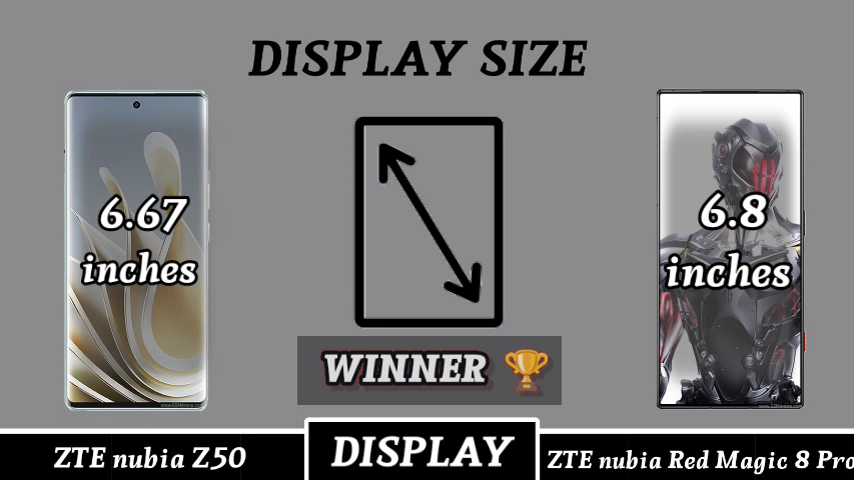 DISPLAY SIZE
6.67
inches
6.8
inches
WINNER
ZTE nubia Z50
DISPLAY
ZTE nubia Red Magic 8 Pro